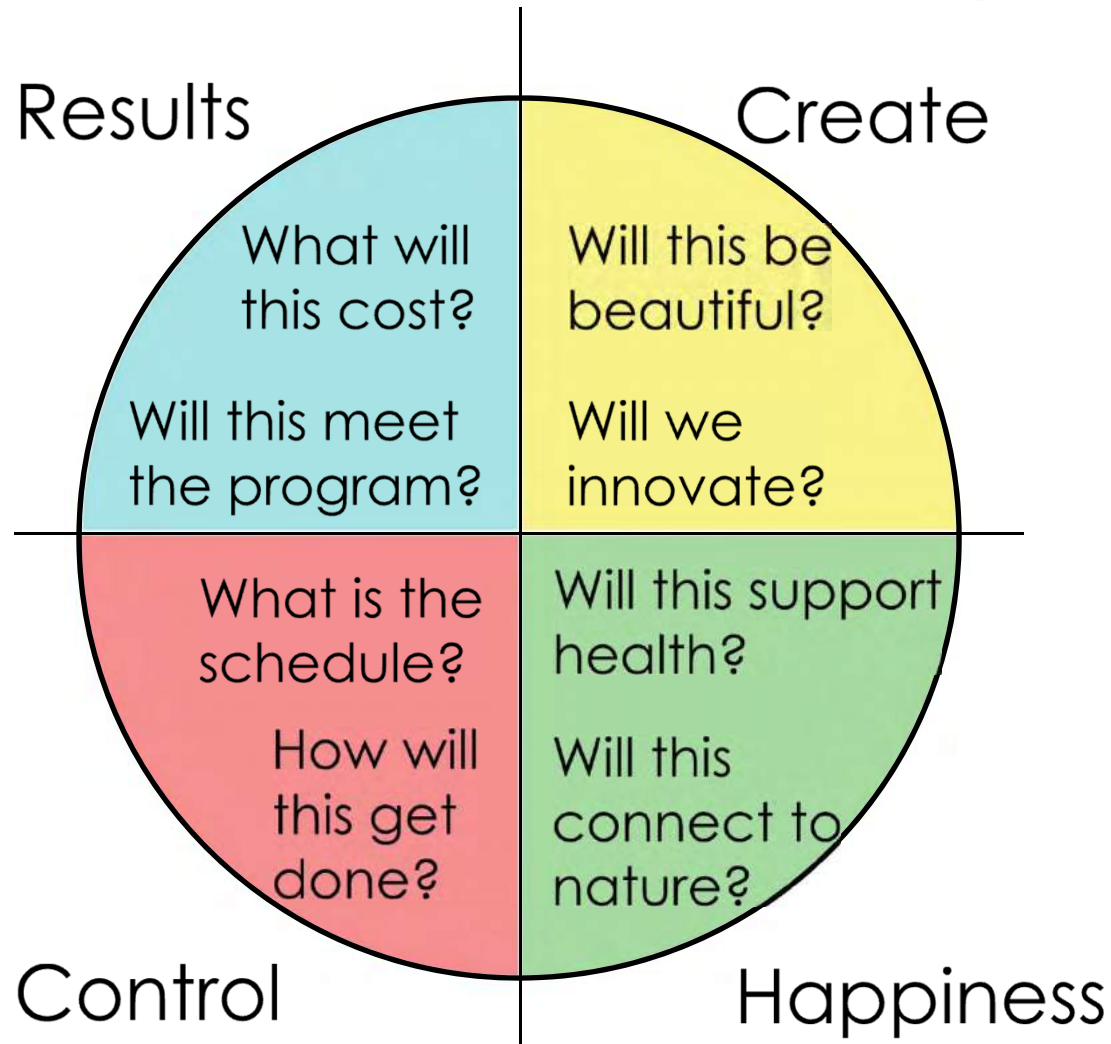 Results
Create
What will
this cost?
Will this meet
the program?
Will this be
beautiful?
Will we
innovate?
What is the
schedule?
How will
this get
done?
Will this support
health?
Will this
connect to
nature?
Control
Happiness